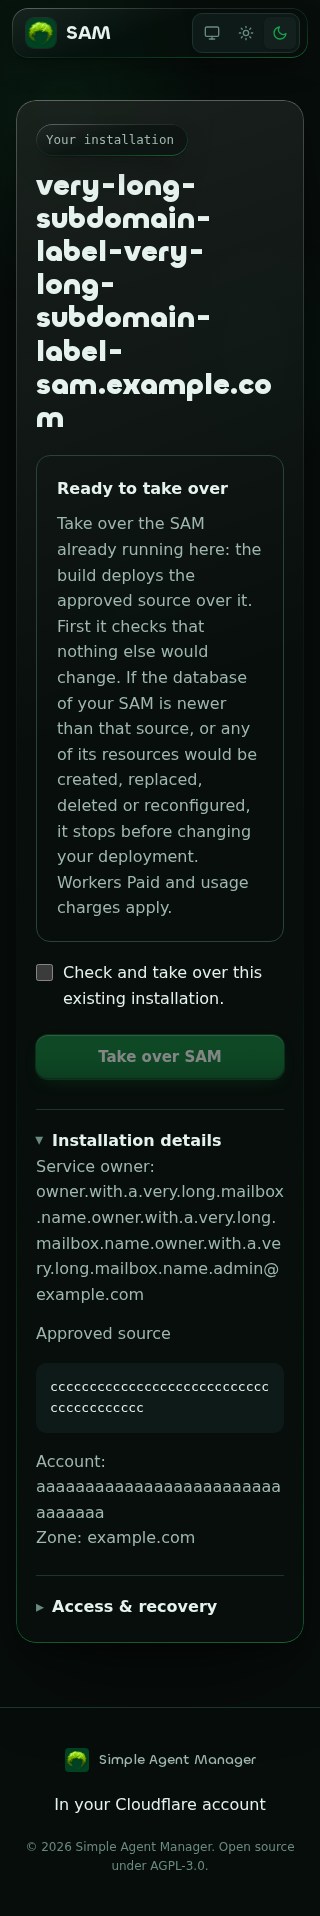 SAM
Your installation
very-long-
subdomain-
label-very-
long-
subdomain-
label-
sam.example.co
m
Ready to take over
Take over the SAM
already running here: the
build deploys the
approved source over it.
First it checks that
nothing else would
change. If the database
of your SAM is newer
than that source, or any
of its resources would be
created, replaced,
deleted or reconfigured,
it stops before changing
your deployment.
Workers Paid and usage
charges apply.
Check and take over this
existing installation.
Take over SAM
Installation details
Service owner:
owner.with.a.very.long.mailbox
.name.owner.with.a.very.long.
mailbox.name.owner.with.a.ve
ry.long.mailbox.name.admin@
example.com
Approved source
cccccccccccccccccccccccccccc
cccccccccccc
Account:
aaaaaaaaaaaaaaaaaaaaaaaaa
aaaaaaa
Zone: example.com
Access & recovery
Simple Agent Manager
In your Cloudflare account
© 2026 Simple Agent Manager. Open source
under AGPL-3.0.